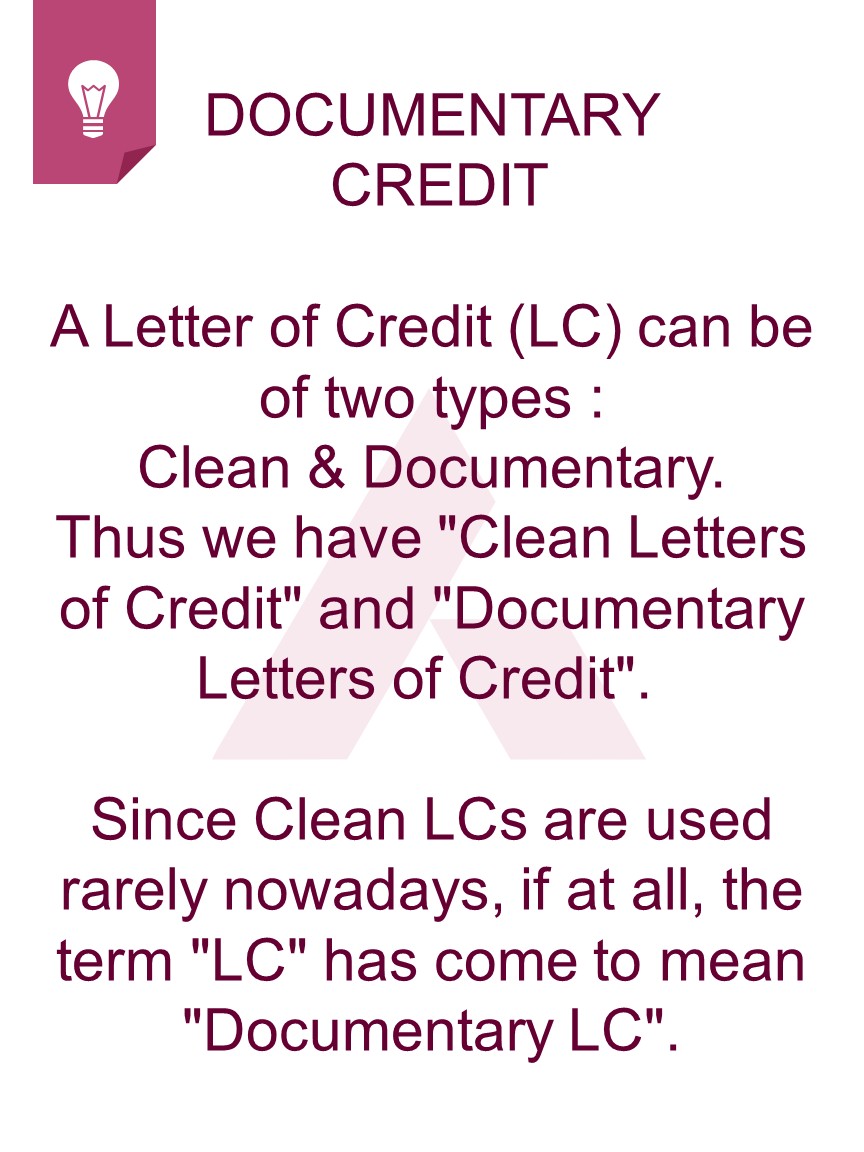 DOCUMENTARY
CREDIT
A Letter of Credit (LC) can be
of two types :
Clean & Documentary.
Thus we have "Clean Letters
of Credit" and "Documentary
Letters of Credit".
Since Clean LCs are used
rarely nowadays, if at all, the
term "LC" has come to mean
"Documentary LC".